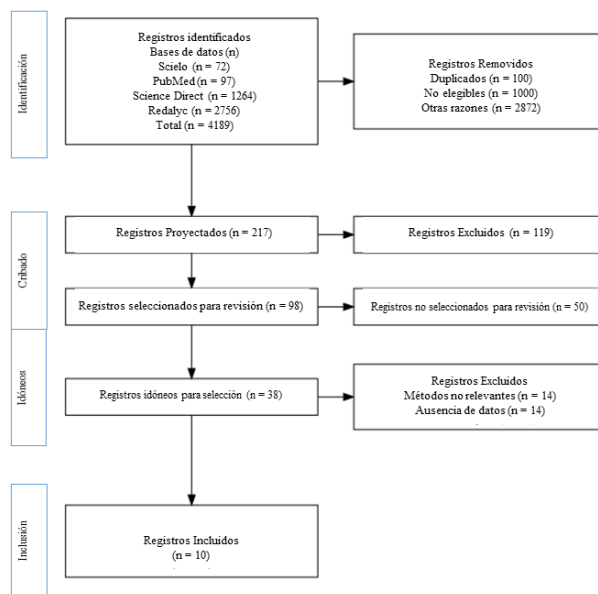 Identificación
Registros identificados
Bases de datos (n)
Scielo (n = 72)
PubMed (n = 97)
Science Direct (n = 1264)
Redalyc (n = 2756)
Total (n = 4189)
Registros Removidos
Duplicados (n = 100)
No elegibles (n = 1000)
Otras razones (n = 2872)
Cribado
Registros Proyectados (n = 217)
Registros Excluidos (n = 119)
Registros seleccionados para revisión (n = 98)
Registros no seleccionados para revisión (n = 50)
Idóneos
Registros idóneos para selección (n = 38)
Registros Excluidos
Métodos no relevantes (n = 14)
Ausencia de datos (n = 14)
Inclusión
Registros Incluidos
(n = 10)